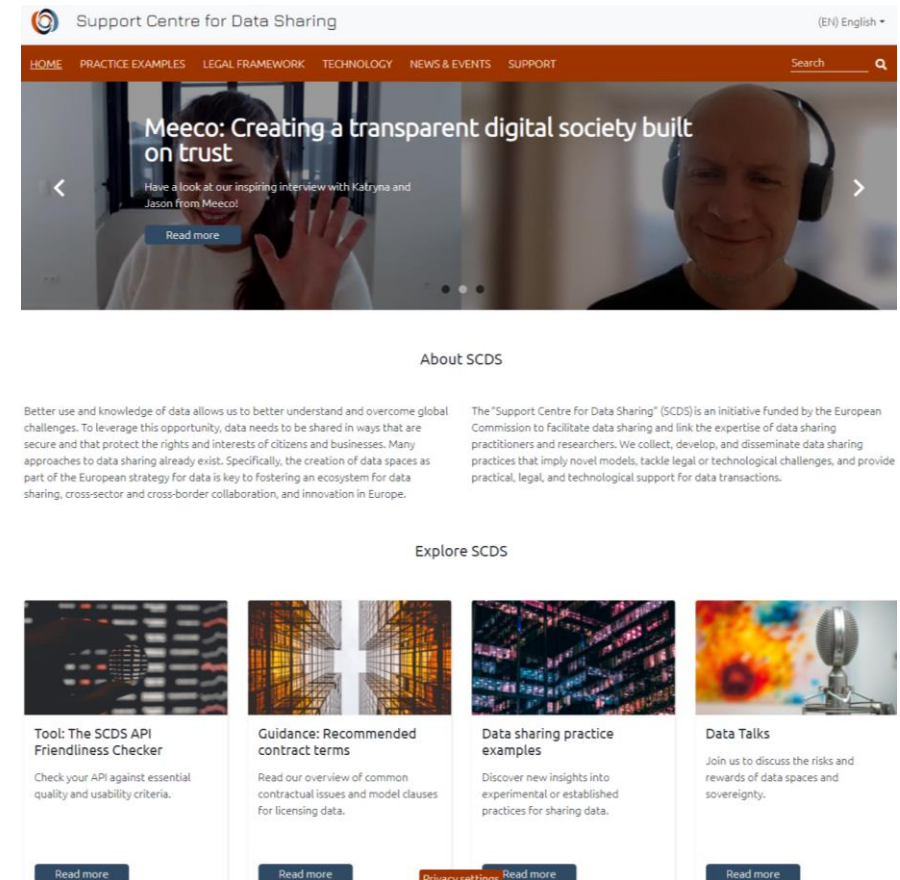 Support Centre for Data Sharing
(EN) English
HOME PRACTICE EXAMPLES LEGAL FRAMEWORK TECHNOLOGY NEWS & EVENTS SUPPORT Search
Meeco: Creating a transparent digital society built
on trust
Have a look at our inspiring interview with Katryna and
Jason from Meeco!
Read more
About SCDS
Better use and knowledge of data allows us to better understand and overcome global
challenges. To leverage this opportunity, data needs to be shared in ways that are
secure and that protect the rights and interests of citizens and businesses. Many
approaches to data sharing already exist. Specifically, the creation of data spaces as
part of the European strategy for data is key to fostering an ecosystem for data
sharing, cross-sector and cross-border collaboration, and innovation in Europe.
The "Support Centre for Data Sharing" (SCDS) is an initiative funded by the European
Commission to facilitate data sharing and link the expertise of data sharing
practitioners and researchers. We collect, develop, and disseminate data sharing
practices that imply novel models, tackle legal or technological challenges, and provide
practical, legal, and technological support for data transactions.
Explore SCDS
Tool: The SCDS API
Friendliness Checker
Check your API against essential
quality and usability criteria.
Read more
Guidance: Recommended
contract terms
Read our overview of common
contractual issues and model clauses
for licensing data.
Read more
Data sharing practice
examples
Discover new insights into
experimental or established
practices for sharing data.
Read more
Data Talks
Join us to discuss the risks and
rewards of data spaces and
sovereignty.
Read more
Privacy settings